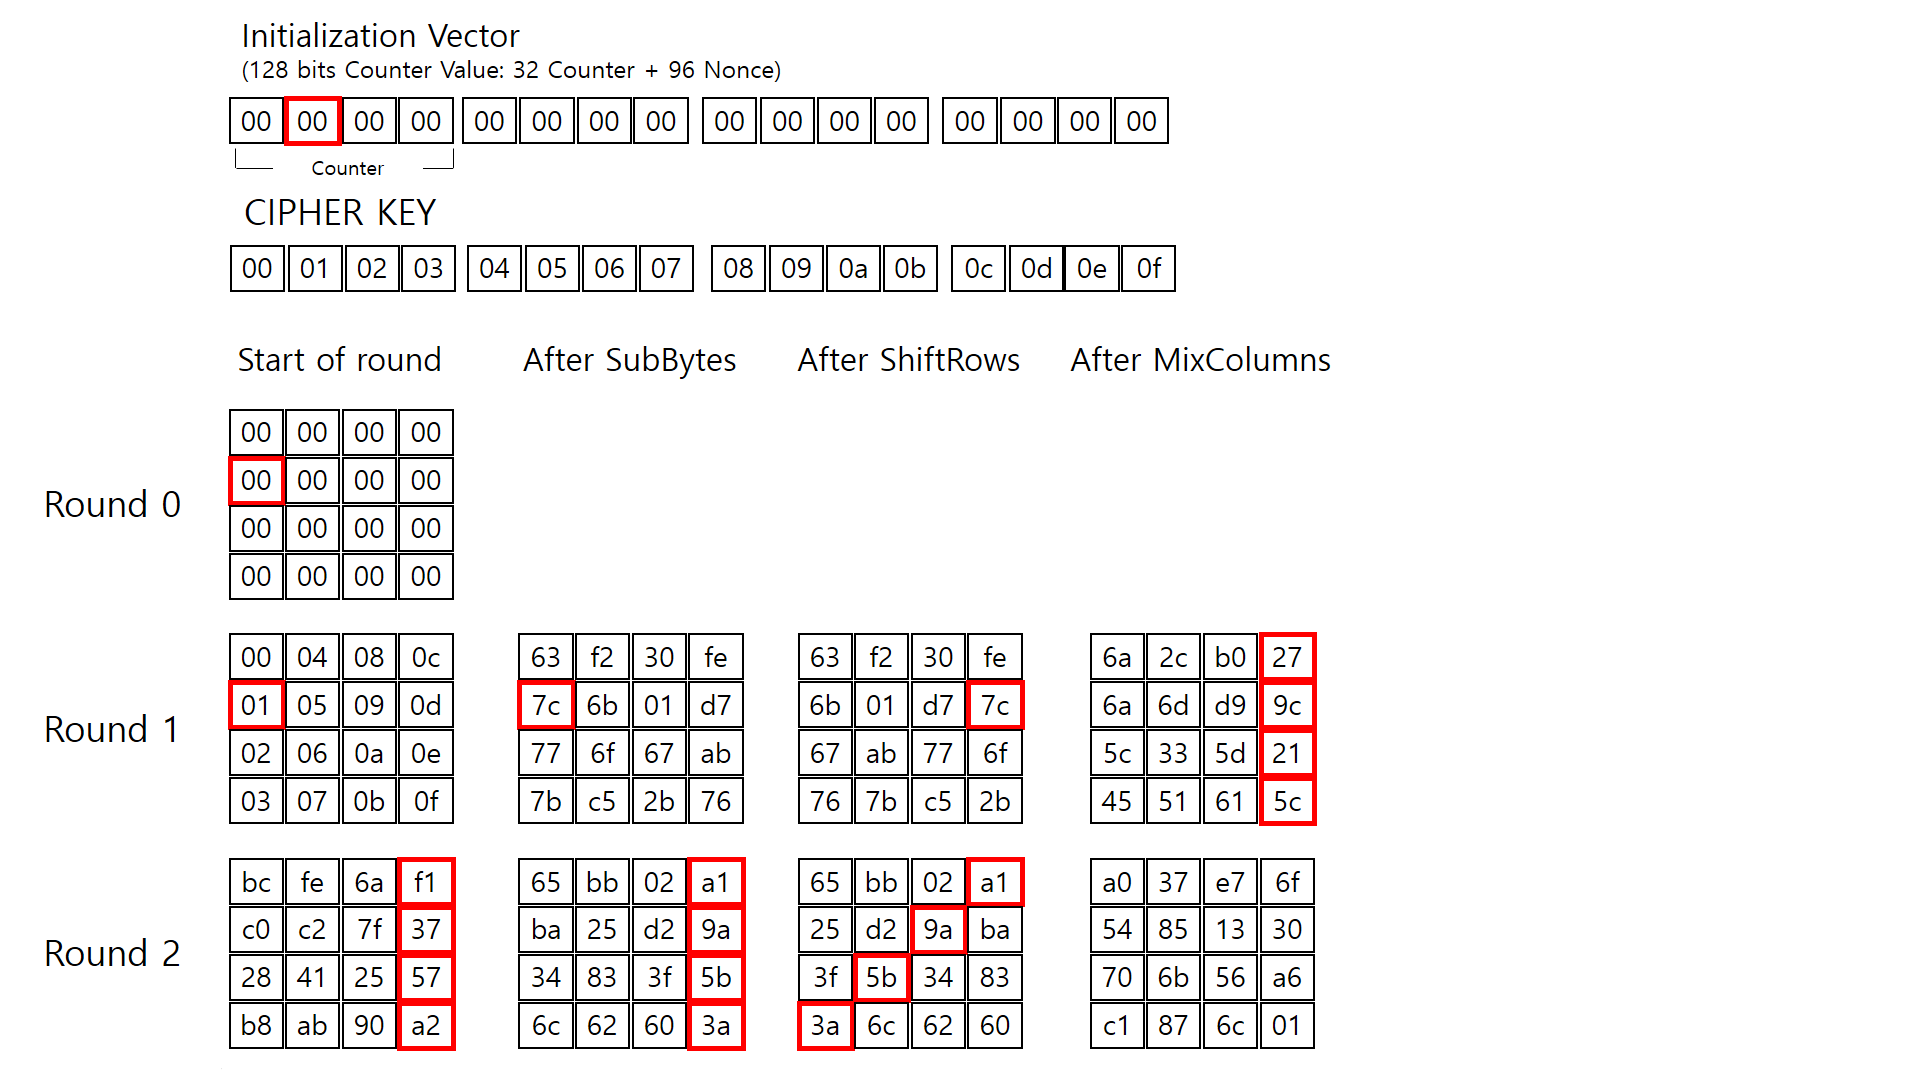 Initialization Vector
(128 bits Counter Value: 32 Counter + 96 Nonce)
00 00 00 00 00 00 00 00 00 00 00 00 00 00 00 00
Counter
CIPHER KEY
00 01 02 03 04 05 06 07 08 09 0a 0b 0c 0d 0e 0f
Start of round After SubBytes After ShiftRows After MixColumns
Round 0
00 00 00 00
00 00 00 00
00 00 00 00
00 00 00 00
Round 1
00 04 08 0c 63 f2 30 fe 63 f2 30 fe 6a 2c b0 27
01 05 09 0d 7c 6b 01 d7 6b 01 d7 7c 6a 6d d9 9c
02 06 0a 0e 77 6f 67 ab 67 ab 77 6f 5c 33 5d 21
03 07 0b 0f 7b c5 2b 76 76 7b c5 2b 45 51 61 5c
Round 2
bc fe 6a f1 65 bb 02 a1 65 bb 02 a1 a0 37 e7 6f
c0 c2 7f 37 ba 25 d2 9a 25 d2 9a ba 54 85 13 30
28 41 25 57 34 83 3f 5b 3f 5b 34 83 70 6b 56 a6
b8 ab 90 a2 6c 62 60 3a 3a 6c 62 60 c1 87 6c 01